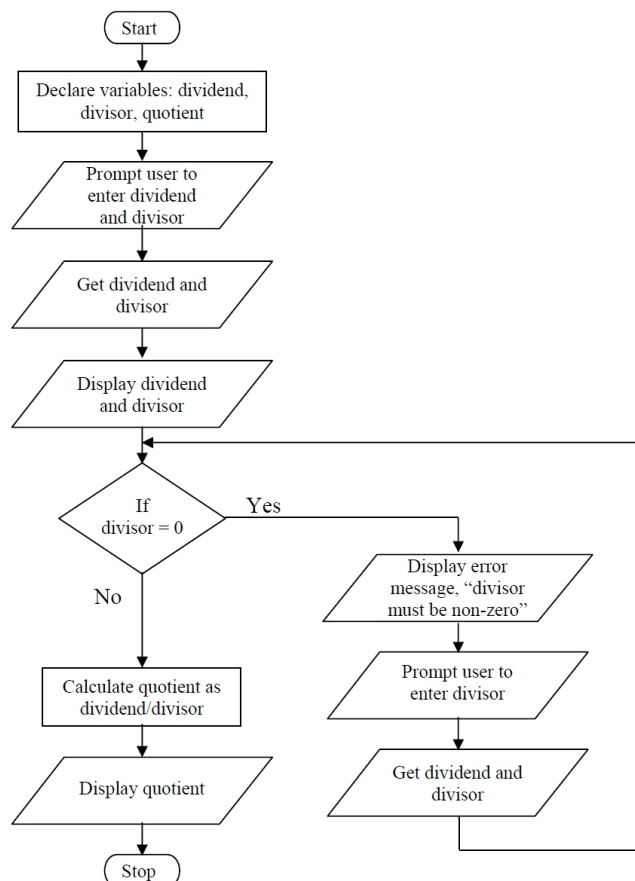 Start
Declare variables: dividend,
divisor, quotient
Prompt user to
enter dividend
and divisor
Get dividend and
divisor
Display dividend
and divisor
If
divisor = 0
Yes
No
Display error
message, “divisor
must be non-zero”
Prompt user to
enter divisor
Get dividend and
divisor
Calculate quotient as
dividend/divisor
Display quotient
Stop